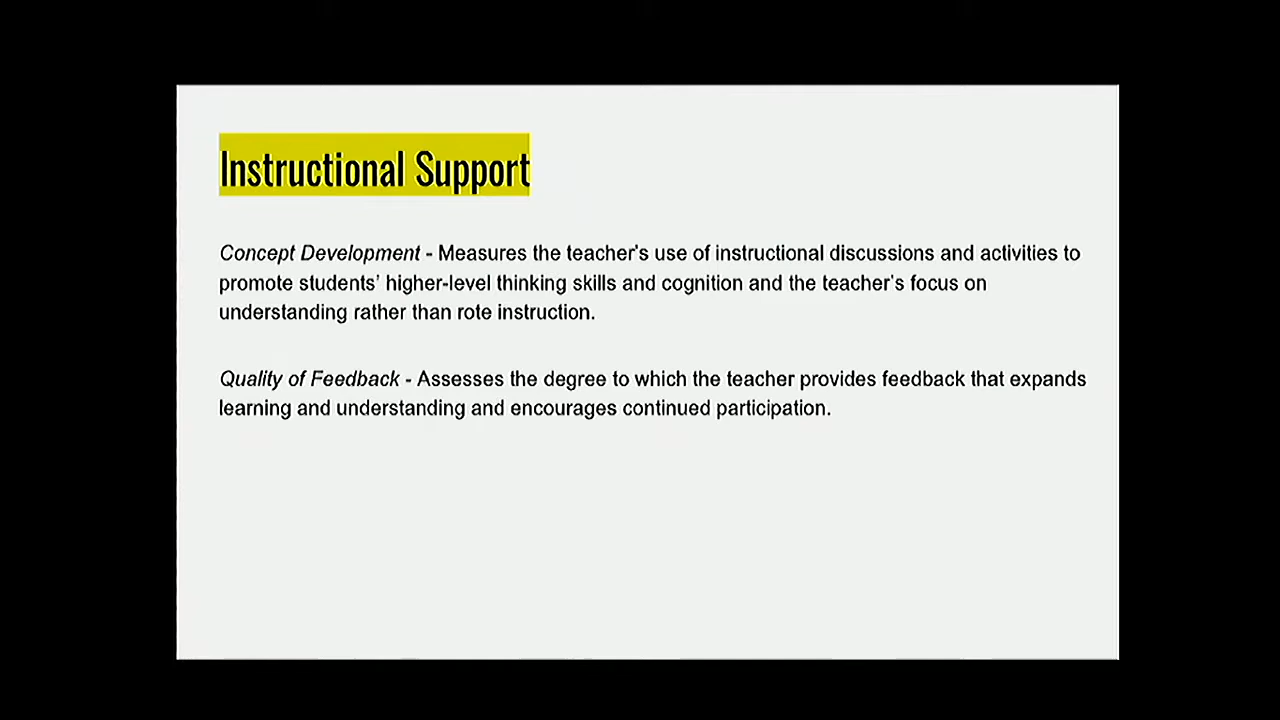 Instructional Support
Concept Development - Measures the teacher's use of instructional discussions and activities to
promote students’ higher-level thinking skills and cognition and the teacher's focus on
understanding rather than rote instruction.
Quality of Feedback - Assesses the degree to which the teacher provides feedback that expands
learning and understanding and encourages continued participation.